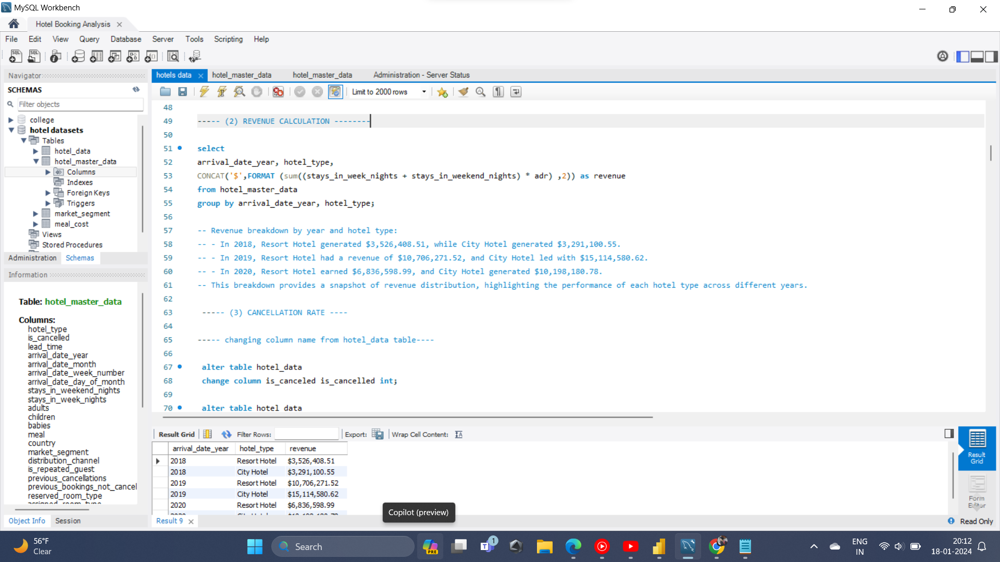 MySQL Workbench
Hotel Booking Analysis
File Edit View Query Database Server Tools Scripting Help
Navigator
SCHEMAS
Filter objects
college
hotel datasets
Tables
hotel_data
hotel_master_data
Columns
Indexes
Foreign Keys
Triggers
market_segment
meal_cost
Views
Stored Procedures
Administration Schemas
Information
Table: hotel_master_data
Columns:
hotel_type
is_cancelled
lead_time
arrival_date_year
arrival_date_month
arrival_date_week_number
arrival_date_day_of_month
stays_in_weekend_nights
stays_in_week_nights
adults
children
babies
meal
country
market_segment
distribution_channel
is_repeated_guest
previous_cancellations
previous_bookings_not_cancel
reserved_room_type
assigned_room_type
Object Info Session
hotels data hotel_master_data hotel_master_data Administration - Server Status
Limit to 2000 rows
48
49 ----- (2) REVENUE CALCULATION --------
50
51 select
52 arrival_date_year, hotel_type,
53 CONCAT('$',FORMAT (sum((stays_in_week_nights + stays_in_weekend_nights) * adr) ,2)) as revenue
54 from hotel_master_data
55 group by arrival_date_year, hotel_type;
56
57 -- Revenue breakdown by year and hotel type:
58 -- - In 2018, Resort Hotel generated $3,526,408.51, while City Hotel generated $3,291,100.55.
59 -- - In 2019, Resort Hotel had a revenue of $10,706,271.52, and City Hotel led with $15,114,580.62.
60 -- - In 2020, Resort Hotel earned $6,836,598.99, and City Hotel generated $10,198,180.78.
61 -- This breakdown provides a snapshot of revenue distribution, highlighting the performance of each hotel type across different years.
62
63 ----- (3) CANCELLATION RATE ----
64
65 ----- changing column name from hotel_data table----
66
67 alter table hotel_data
68 change column is_canceled is_cancelled int;
69
70 alter table hotel_data
Result Grid Filter Rows: Export: Wrap Cell Content:
arrival_date_year hotel_type revenue
2018 Resort Hotel $3,526,408.51
2018 City Hotel $3,291,100.55
2019 Resort Hotel $10,706,271.52
2019 City Hotel $15,114,580.62
2020 Resort Hotel $6,836,598.99
2020 City Hotel $10,198,180.78
Result Grid
Form Editor
Copilot (preview)
Result 9
Read Only
56°F
Clear
Search
PRE
1
ENG
IN
20:12
18-01-2024